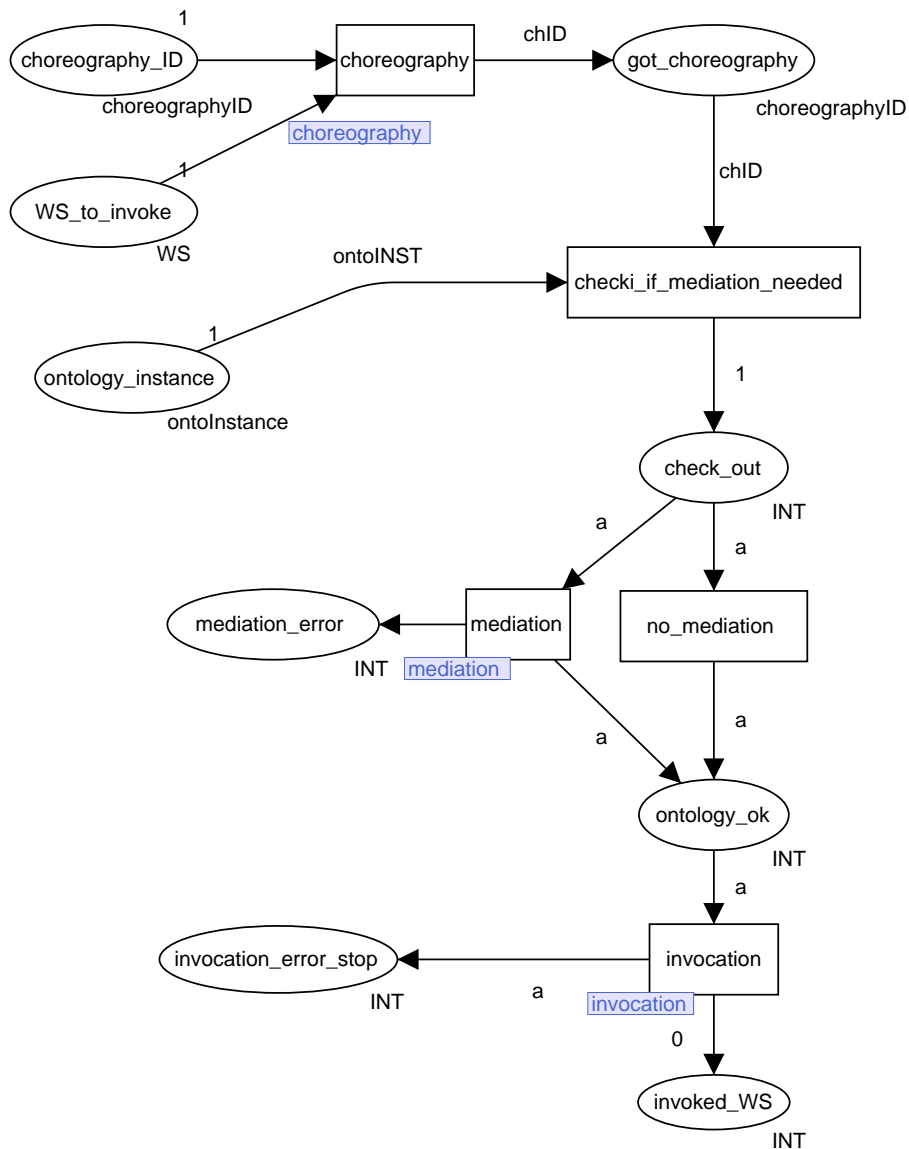 1
choreography_ID
choreography
chID
got_choreography
choreographyID
choreographyID
choreography
1
chID
WS_to_invoke
WS
ontoINST
checki_if_mediation_needed
1
ontology_instance
ontoInstance
1
check_out
INT
a
a
mediation_error
mediation
no_mediation
INT
mediation
a
a
ontology_ok
INT
a
invocation_error_stop
invocation
INT
a
invocation
0
invoked_WS
INT